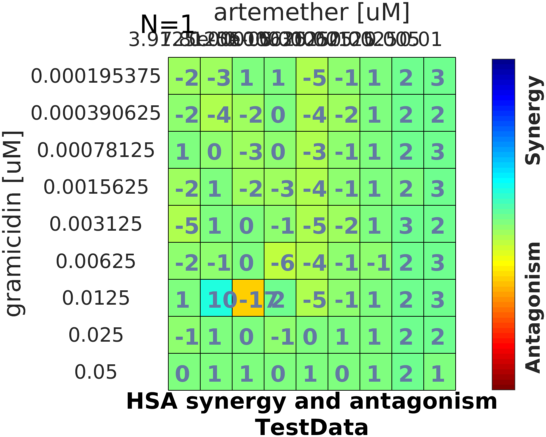 artemether [uM]
N=1
0.000195375 -2 -3 1 1 -5 -1 1 2 3
0.000390625 -2 -4 -2 0 -4 -2 1 2 2
0.00078125 1 0 -3 0 -3 -1 1 2 3
0.0015625 -2 1 -2 -3 -4 -1 1 2 3
0.003125 -5 1 0 -1 -5 -2 1 3 2
0.00625 -2 -1 0 -6 -4 -1 -1 2 3
0.0125 1 10 -17 2 -5 -1 1 2 3
0.025 -1 1 0 -1 0 1 1 2 2
0.05 0 1 0 1 1 0 1 2 1
gramicidin [uM]
Synergy
Antagonism
HSA synergy and antagonism
TestData